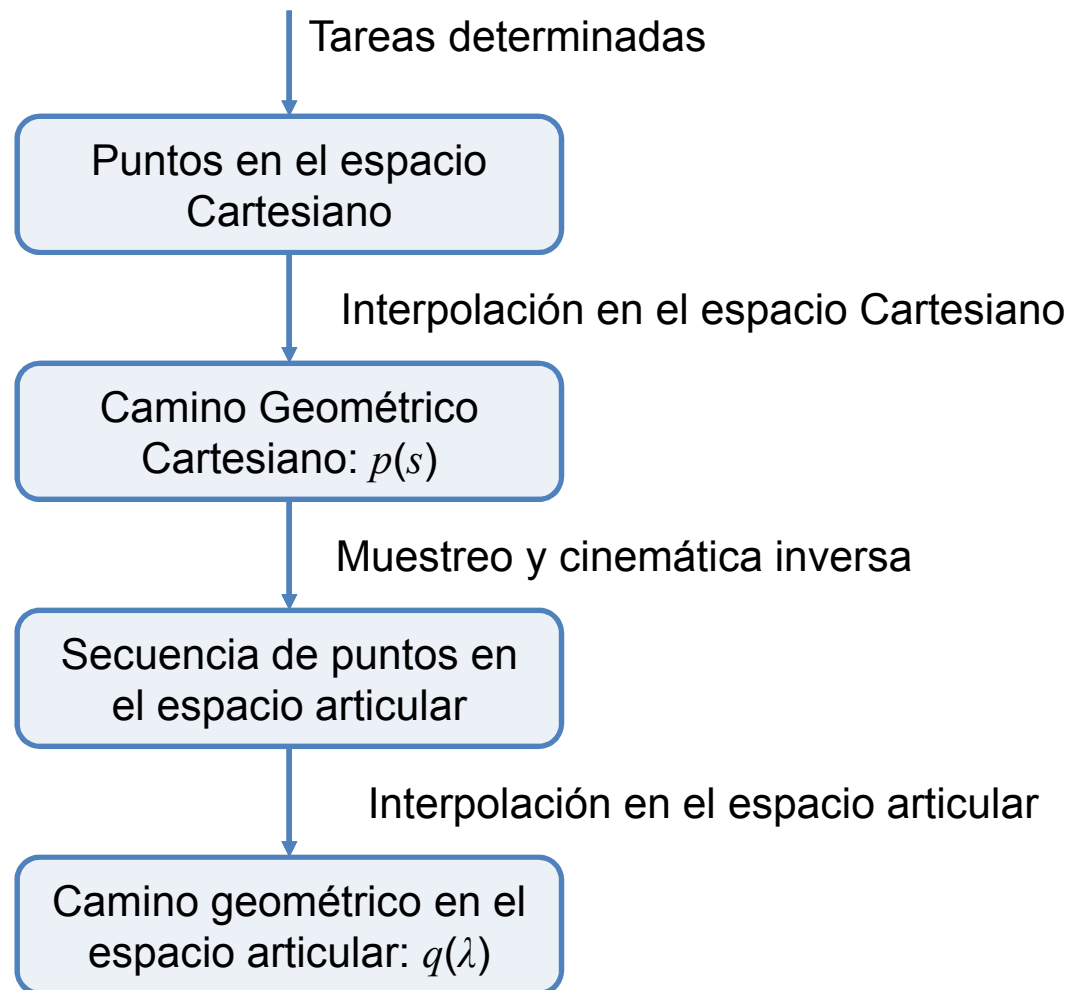 Tareas determinadas
Puntos en el espacio
Cartesiano
Interpolación en el espacio Cartesiano
Camino Geométrico
Cartesiano: p(s)
Muestreo y cinemática inversa
Secuencia de puntos en
el espacio articular
Interpolación en el espacio articular
Camino geométrico en el
espacio articular: q(λ)